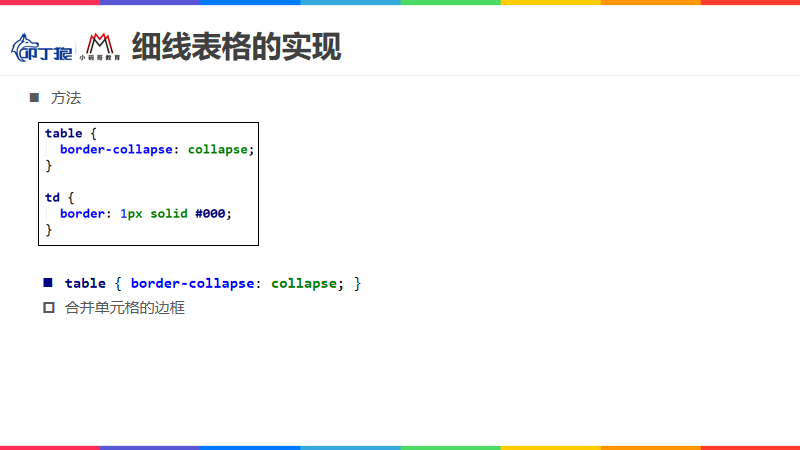 叩丁狼
小码哥教育
细线表格的实现
方法
table {
border-collapse: collapse;
}
td {
border: 1px solid #000;
}
table { border-collapse: collapse; }
合并单元格的边框